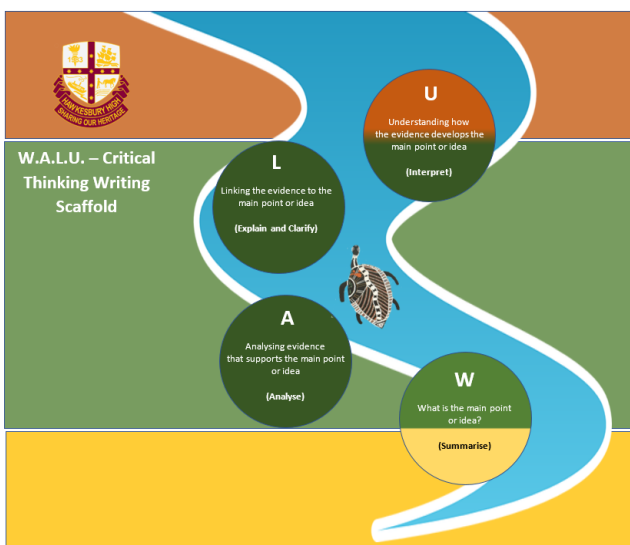 HAWKESBURY HIGH
SHARING OUR HERITAGE
W.A.L.U. – Critical
Thinking Writing
Scaffold
U
Understanding how
the evidence develops the
main point or idea
(Interpret)
L
Linking the evidence to the
main point or idea
(Explain and Clarify)
A
Analysing evidence
that supports the main point
or idea
(Analyse)
W
What is the main point
or idea?
(Summarise)